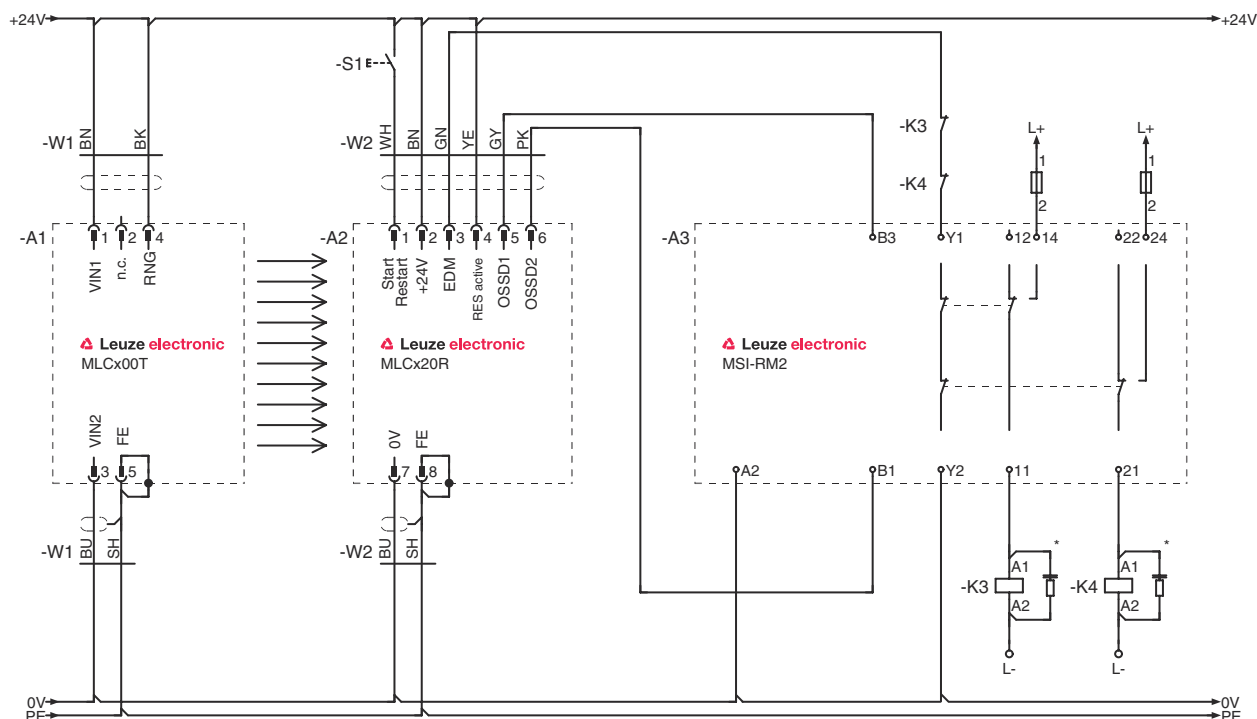 +24V
+24V
-S1
-W1
BN
BK
-W2
WH
BN
GN
YE
GY
PK
-K3
-K4
L+
1
2
L+
1
2
-A1
1
2
4
VIN1
n.c.
RNG
-A2
1
2
3
4
5
6
Start
Restart
+24V
EDM
RES active
OSSD1
OSSD2
-A3
B3
Y1
12
14
22
24
Leuze electronic
MLCx00T
Leuze electronic
MLCx20R
Leuze electronic
MSI-RM2
VIN2
FE
3
5
0V
FE
7
8
A2
B1
Y2
11
21
-W1
BU
SH
-W2
BU
SH
-K3
A1
A2
*
L-
-K4
A1
A2
*
L-
0V
0V
PE
PE